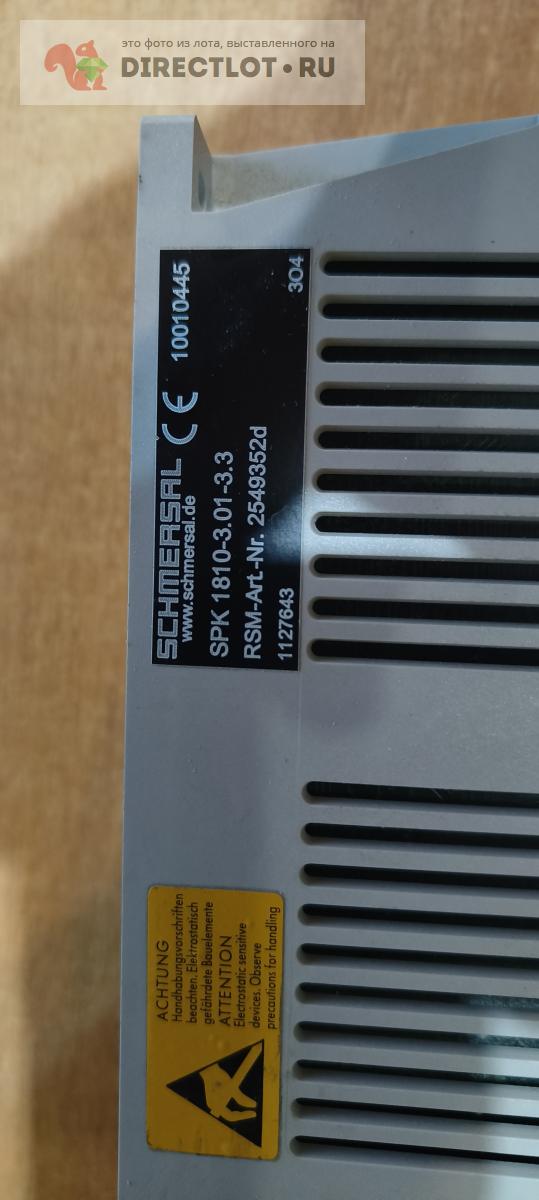 это фото из лота, выставленного на
DIRECTLOT.RU
SCHMERSAL CE 10010445
www.schmersal.de
SPK 1810-3.01-3.3
RSM-Art.-Nr. 2549352d
1127643 304
ACHTUNG
Handhabungsvorschriften
beachten. Elektrostatisch
gefährdete Bauelemente
ATTENTION
Electrostatic sensitive
devices. Observe
precautions for handling